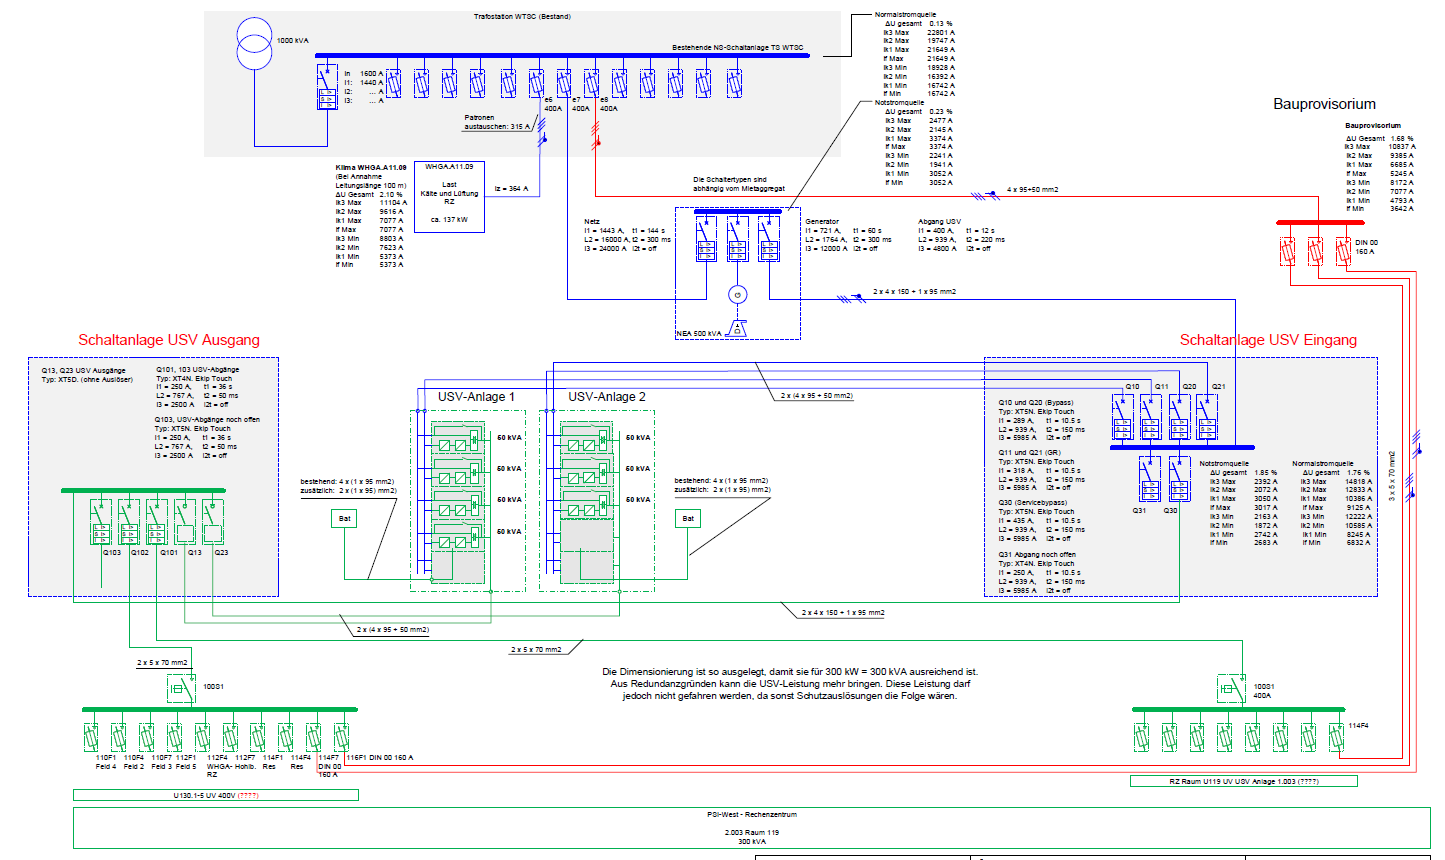 Trafostation WTSC (Bestand)
1000 kVA
Bestehende NS-Schaltanlage TS WTSC
In 1600 A
I1: 1440 A
I2: ... A
I3: ... A
e6
400A
e7
400A
e8
400A
Patronen
austauschen: 315 A
Normalstromquelle
ΔU gesamt 0.13 %
Ik3 Max 22801 A
Ik2 Max 19747 A
Ik1 Max 21649 A
If Max 21649 A
Ik3 Min 18928 A
Ik2 Min 16392 A
Ik1 Min 16742 A
If Min 16742 A
Notstromquelle
ΔU gesamt 0.23 %
Ik3 Max 2477 A
Ik2 Max 2145 A
Ik1 Max 3374 A
If Max 3374 A
Ik3 Min 2241 A
Ik2 Min 1941 A
Ik1 Min 3052 A
If Min 3052 A
Bauprovisorium
Bauprovisorium
ΔU Gesamt 1.68 %
Ik3 Max 10837 A
Ik2 Max 9385 A
Ik1 Max 6685 A
If Max 5245 A
Ik3 Min 8172 A
Ik2 Min 7077 A
Ik1 Min 4793 A
If Min 3642 A
Klima WHGA.A11.09
(Bei Annahme
Leitungslänge 100 m)
ΔU Gesamt 2.10 %
Ik3 Max 11104 A
Ik2 Max 9616 A
Ik1 Max 7077 A
If Max 7077 A
Ik3 Min 8803 A
Ik2 Min 7623 A
Ik1 Min 5373 A
If Min 5373 A
WHGA.A11.09
Last
Kälte und Lüftung
RZ
ca. 137 kW
Iz = 364 A
Die Schaltertypen sind
abhängig vom Mietaggregat
4 x 95+50 mm2
Netz
I1 = 1443 A, t1 = 144 s
L2 = 16000 A, t2 = 300 ms
I3 = 24000 A I2t = off
Generator
I1 = 721 A, t1 = 60 s
L2 = 1764 A, t2 = 300 ms
I3 = 12000 A I2t = off
Abgang USV
I1 = 400 A, t1 = 12 s
L2 = 939 A, t2 = 220 ms
I3 = 4800 A I2t = off
G
D
NEA 500 kVA
2 x 4 x 150 + 1 x 95 mm2
DIN 00
160 A
Schaltanlage USV Ausgang
Q13, Q23 USV Ausgänge
Typ: XT5D. (ohne Auslöser)
Q101, 103 USV-Abgänge
Typ: XT4N. Ekip Touch
I1 = 250 A, t1 = 36 s
L2 = 767 A, t2 = 50 ms
I3 = 2500 A I2t = off
Q103, USV-Abgänge noch offen
Typ: XT5N. Ekip Touch
I1 = 250 A, t1 = 36 s
L2 = 767 A, t2 = 50 ms
I3 = 2500 A I2t = off
Q103 Q102 Q101 Q13 Q23
USV-Anlage 1
USV-Anlage 2
60 kVA
60 kVA
60 kVA
60 kVA
60 kVA
60 kVA
60 kVA
bestehend: 4 x (1 x 95 mm2)
zusätzlich: 2 x (1 x 95) mm2)
Bat
bestehend: 4 x (1 x 95 mm2)
zusätzlich: 2 x (1 x 95) mm2)
Bat
2 x (4 x 95 + 50 mm2)
Schaltanlage USV Eingang
Q10 Q11 Q20 Q21
Q10 und Q20 (Bypass)
Typ: XT5N. Ekip Touch
I1 = 289 A, t1 = 10.5 s
L2 = 939 A, t2 = 150 ms
I3 = 5985 A I2t = off
Q11 und Q21 (GR)
Typ: XT5N. Ekip Touch
I1 = 318 A, t1 = 10.5 s
L2 = 939 A, t2 = 150 ms
I3 = 5985 A I2t = off
Q30 (Servicebypass)
Typ: XT5N. Ekip Touch
I1 = 435 A, t1 = 10.5 s
L2 = 939 A, t2 = 150 ms
I3 = 5985 A I2t = off
Q31 Abgang noch offen
Typ: XT4N. Ekip Touch
I1 = 250 A, t1 = 10.5 s
L2 = 939 A, t2 = 150 ms
I3 = 5985 A I2t = off
Q31 Q30
Notstromquelle
ΔU gesamt 1.85 %
Ik3 Max 2392 A
Ik2 Max 2072 A
Ik1 Max 3050 A
If Max 3017 A
Ik3 Min 2163 A
Ik2 Min 1872 A
Ik1 Min 2742 A
If Min 2683 A
Normalstromquelle
ΔU gesamt 1.76 %
Ik3 Max 14818 A
Ik2 Max 12833 A
Ik1 Max 10386 A
If Max 9125 A
Ik3 Min 12222 A
Ik2 Min 10585 A
Ik1 Min 8245 A
If Min 6832 A
3 x 5 x 70 mm2
2 x (4 x 95 + 50 mm2)
2 x 4 x 150 + 1 x 95 mm2
2 x 5 x 70 mm2
2 x 5 x 70 mm2
Die Dimensionierung ist so ausgelegt, damit sie für 300 kW = 300 kVA ausreichend ist.
Aus Redundanzgründen kann die USV-Leistung mehr bringen. Diese Leistung darf
jedoch nicht gefahren werden, da sonst Schutzauslösungen die Folge wären.
100S1
100S1
400A
114F4
110F1
Feld 4
110F4
Feld 2
110F7
Feld 3
112F1
Feld 5
112F4
WHGA-
RZ
112F7
Hohlb.
114F1
Res
114F4
Res
114F7
DIN 00
160 A
116F1 DIN 00 160 A
U130.1-5 UV 400V (????)
RZ Raum U119 UV USV Anlage 1.003 (????)
PSI-West - Rechenzentrum
2.003 Raum 119
300 kVA